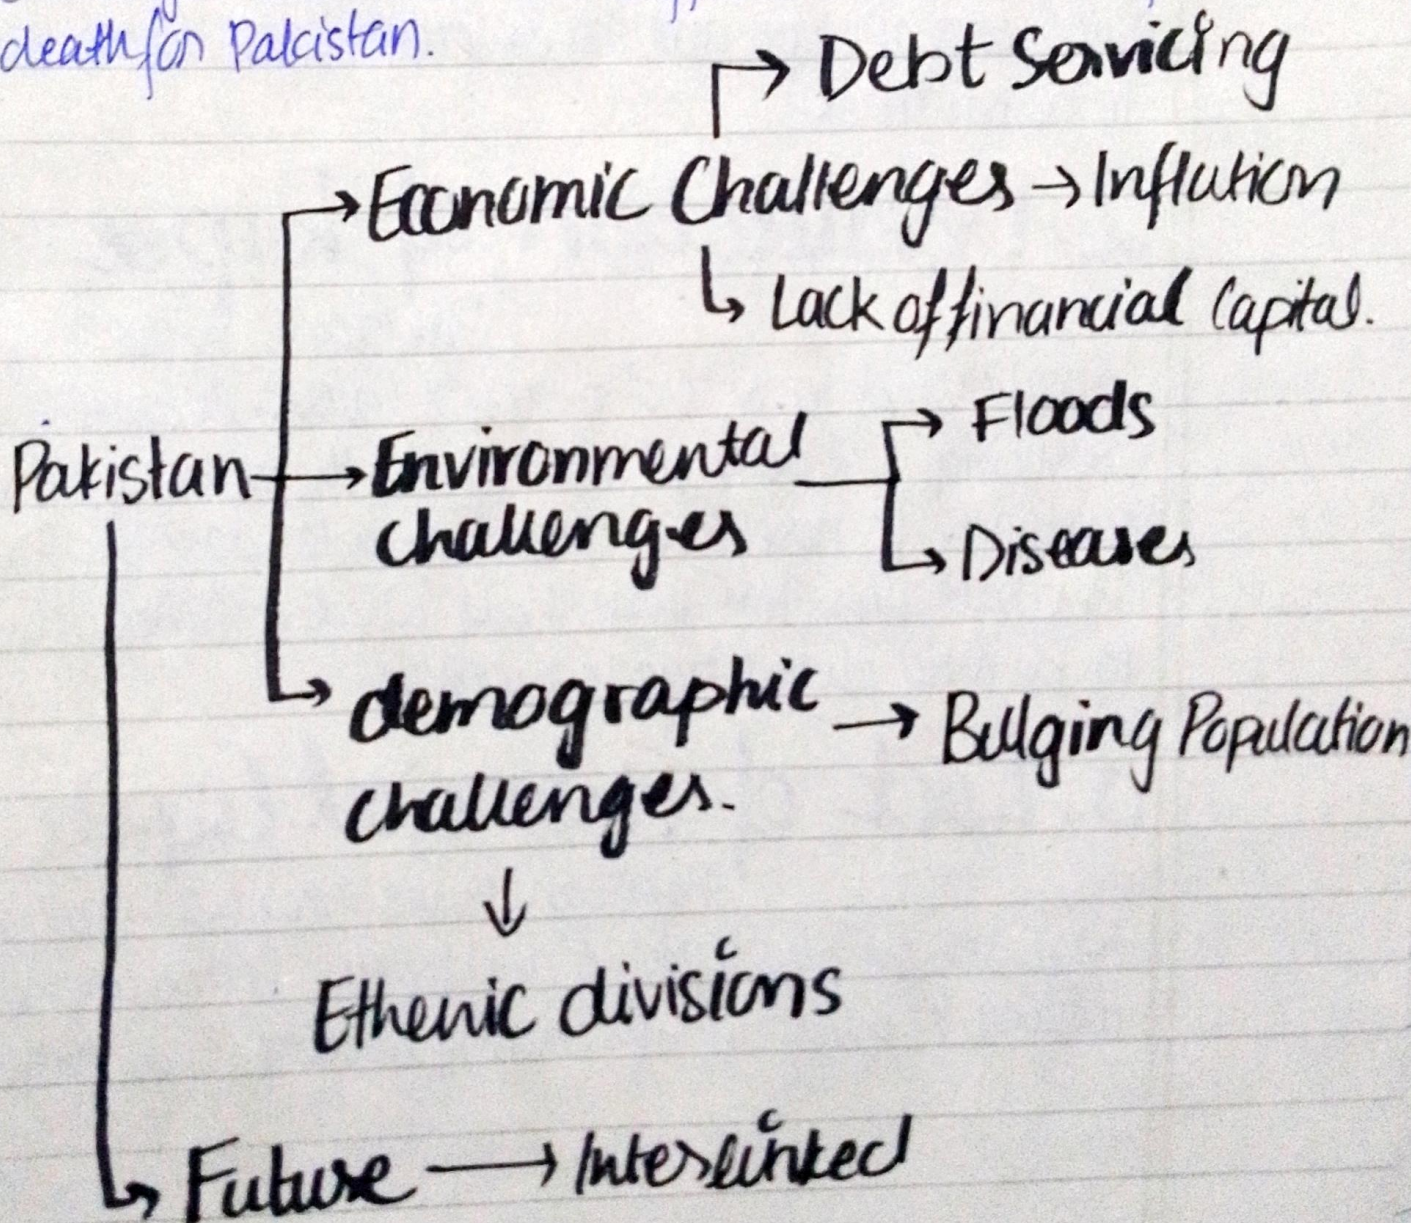 death for Pakistan.
Debt Servicing
Economic Challenges → Inflation
Lack of financial Capital.
Floods
Pakistan → Environmental
challenges
Diseases
demographic → Bulging Population
challenges.
Ethenic divisions
Future → Interlinked